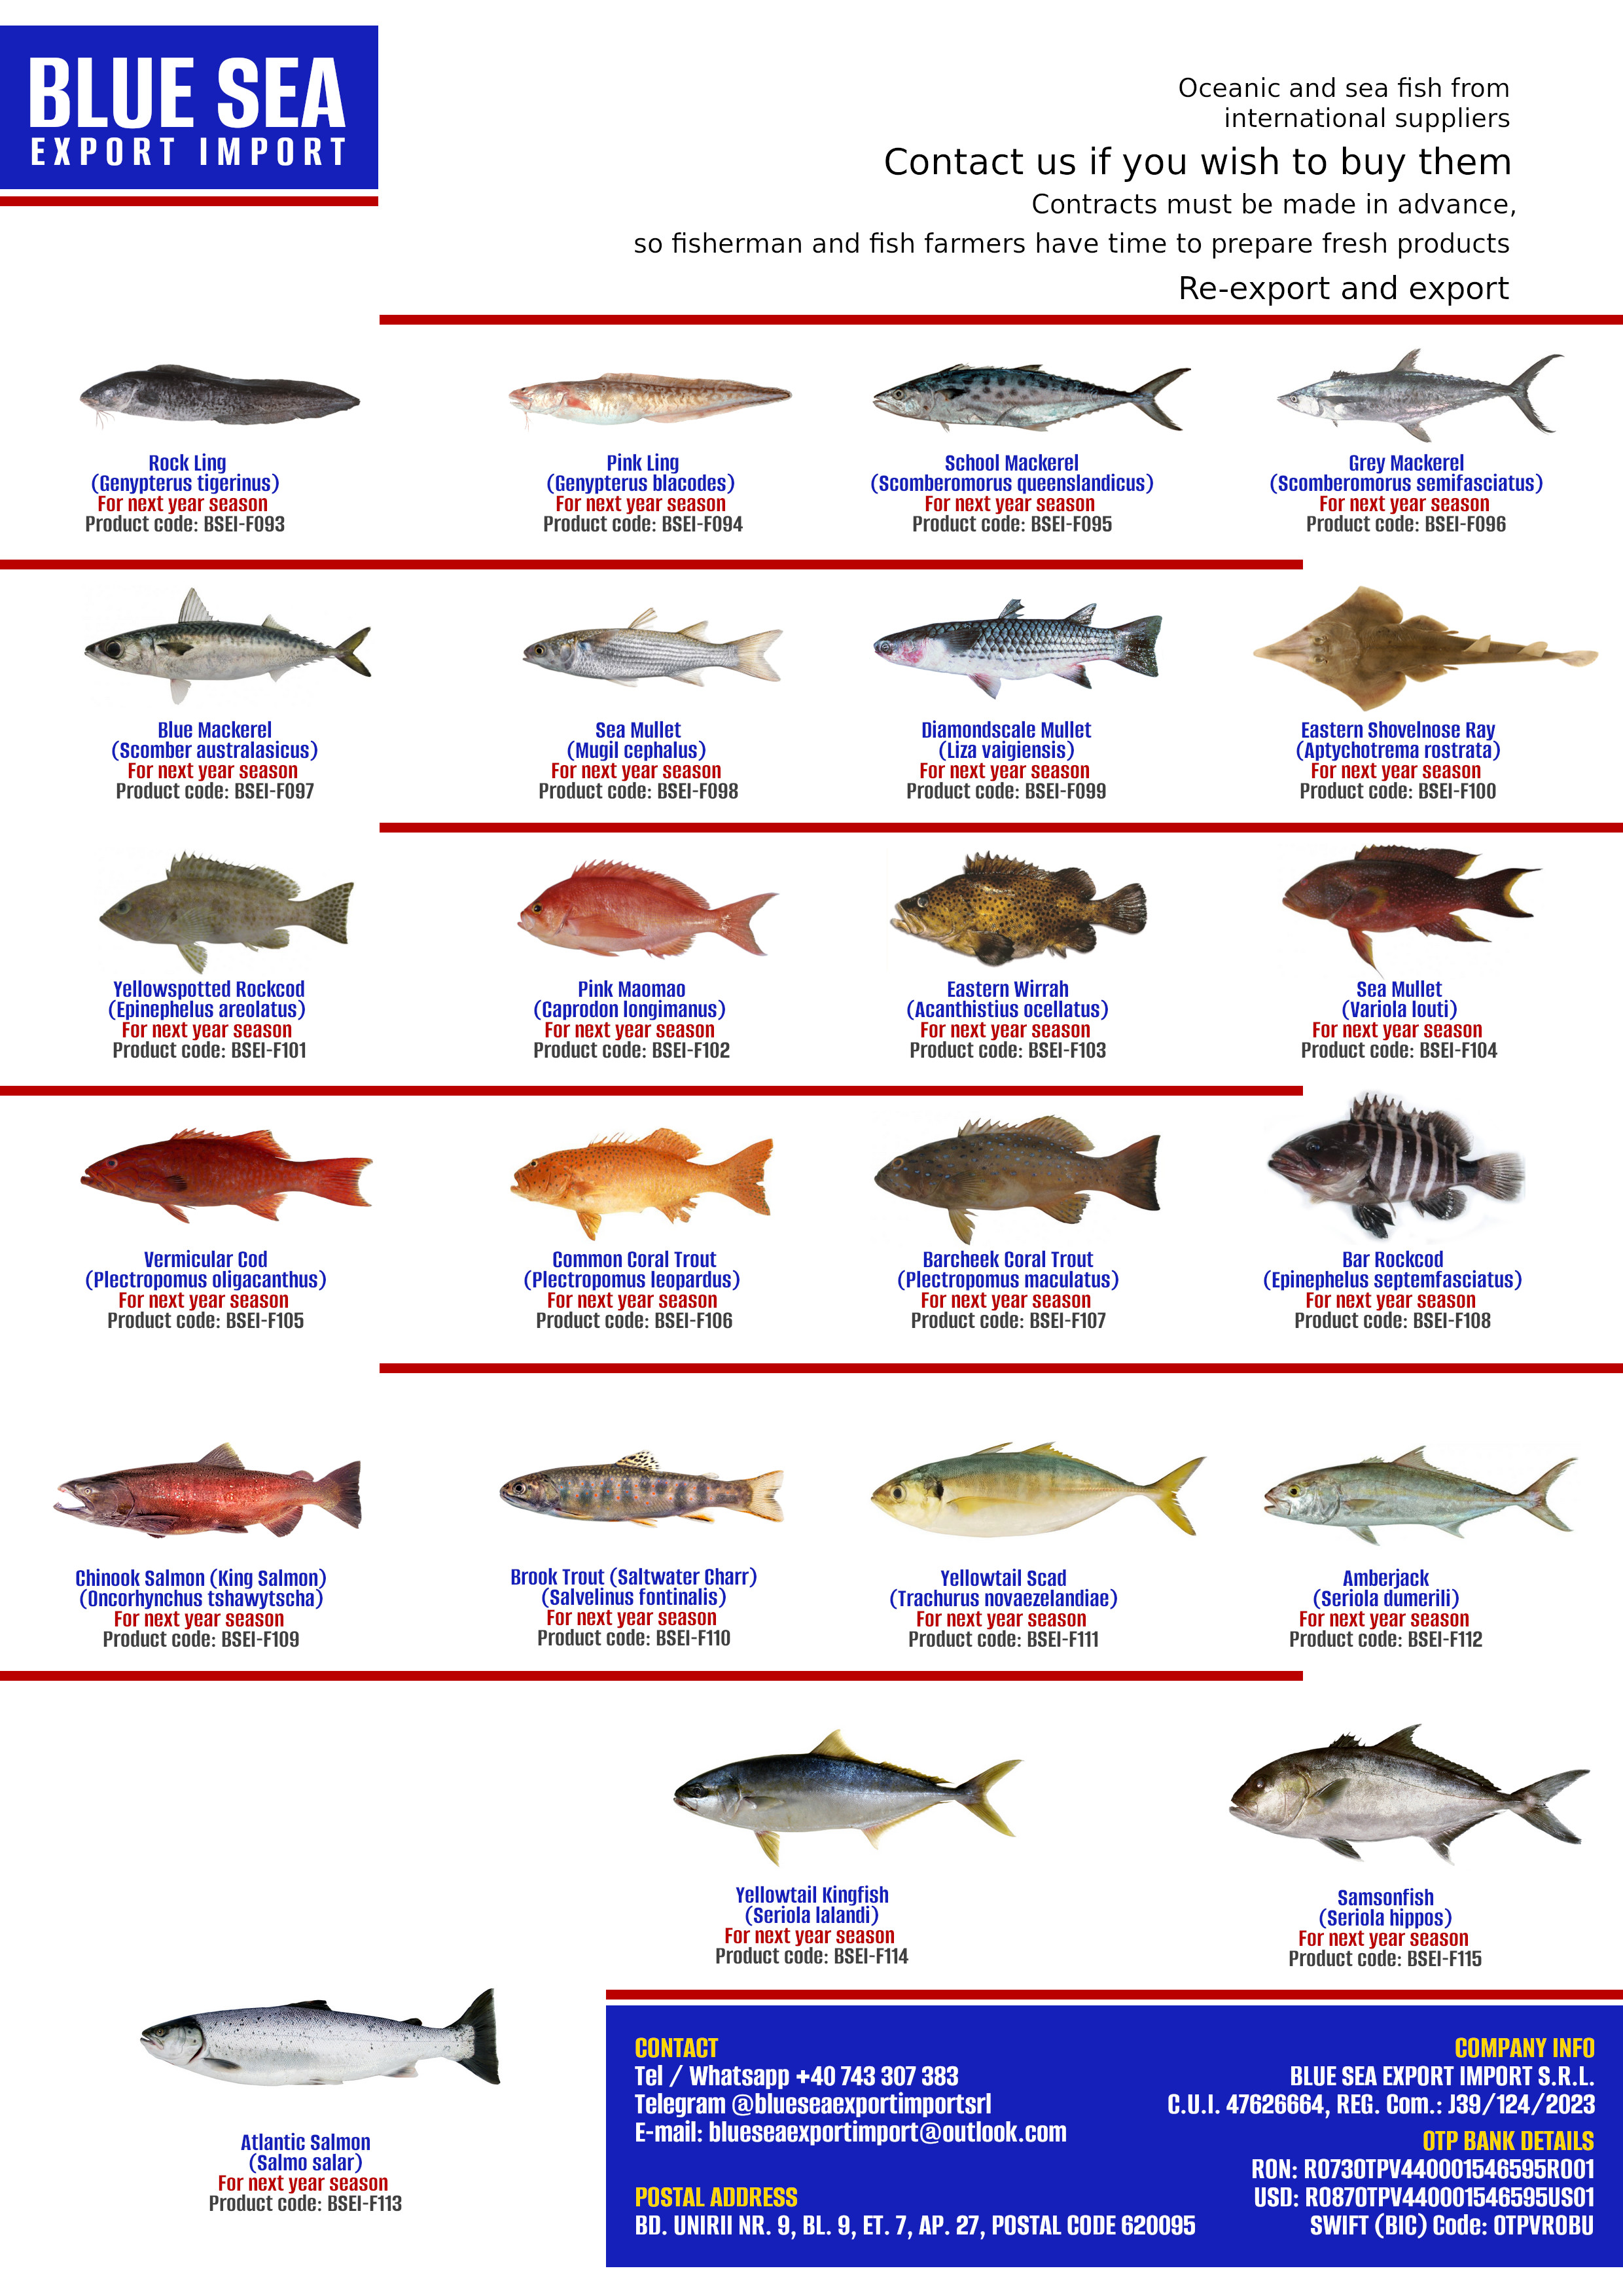 BLUE SEA
EXPORT IMPORT
Oceanic and sea fish from
international suppliers
Contact us if you wish to buy them
Contracts must be made in advance,
so fisherman and fish farmers have time to prepare fresh products
Re-export and export
Rock Ling
(Genypterus tigerinus)
For next year season
Product code: BSEI-F093
Pink Ling
(Genypterus blacodes)
For next year season
Product code: BSEI-F094
School Mackerel
(Scomberomorus queenslandicus)
For next year season
Product code: BSEI-F095
Grey Mackerel
(Scomberomorus semifasciatus)
For next year season
Product code: BSEI-F096
Blue Mackerel
(Scomber australasicus)
For next year season
Product code: BSEI-F097
Sea Mullet
(Mugil cephalus)
For next year season
Product code: BSEI-F098
Diamondscale Mullet
(Liza vaigiensis)
For next year season
Product code: BSEI-F099
Eastern Shovelnose Ray
(Aptychotrema rostrata)
For next year season
Product code: BSEI-F100
Yellowspotted Rockcod
(Epinephelus areolatus)
For next year season
Product code: BSEI-F101
Pink Maomao
(Caprodon longimanus)
For next year season
Product code: BSEI-F102
Eastern Wirrah
(Acanthistius ocellatus)
For next year season
Product code: BSEI-F103
Sea Mullet
(Variola louti)
For next year season
Product code: BSEI-F104
Vermicular Cod
(Plectropomus oligacanthus)
For next year season
Product code: BSEI-F105
Common Coral Trout
(Plectropomus leopardus)
For next year season
Product code: BSEI-F106
Barcheek Coral Trout
(Plectropomus maculatus)
For next year season
Product code: BSEI-F107
Bar Rockcod
(Epinephelus septemfasciatus)
For next year season
Product code: BSEI-F108
Chinook Salmon (King Salmon)
(Oncorhynchus tshawytscha)
For next year season
Product code: BSEI-F109
Brook Trout (Saltwater Charr)
(Salvelinus fontinalis)
For next year season
Product code: BSEI-F110
Yellowtail Scad
(Trachurus novaezelandiae)
For next year season
Product code: BSEI-F111
Amberjack
(Seriola dumerili)
For next year season
Product code: BSEI-F112
Yellowtail Kingfish
(Seriola lalandi)
For next year season
Product code: BSEI-F114
Samsonfish
(Seriola hippos)
For next year season
Product code: BSEI-F115
Atlantic Salmon
(Salmo salar)
For next year season
Product code: BSEI-F113
CONTACT
Tel / Whatsapp +40 743 307 383
Telegram @blueseaexportimportsrl
E-mail: blueseaexportimport@outlook.com
POSTAL ADDRESS
BD. UNIRII NR. 9, BL. 9, ET. 7, AP. 27, POSTAL CODE 620095
COMPANY INFO
BLUE SEA EXPORT IMPORT S.R.L.
C.U.I. 47626664, REG. Com.: J39/124/2023
OTP BANK DETAILS
RON: RO73OTPV440001546595RO01
USD: RO87OTPV440001546595US01
SWIFT (BIC) Code: OTPVROBU